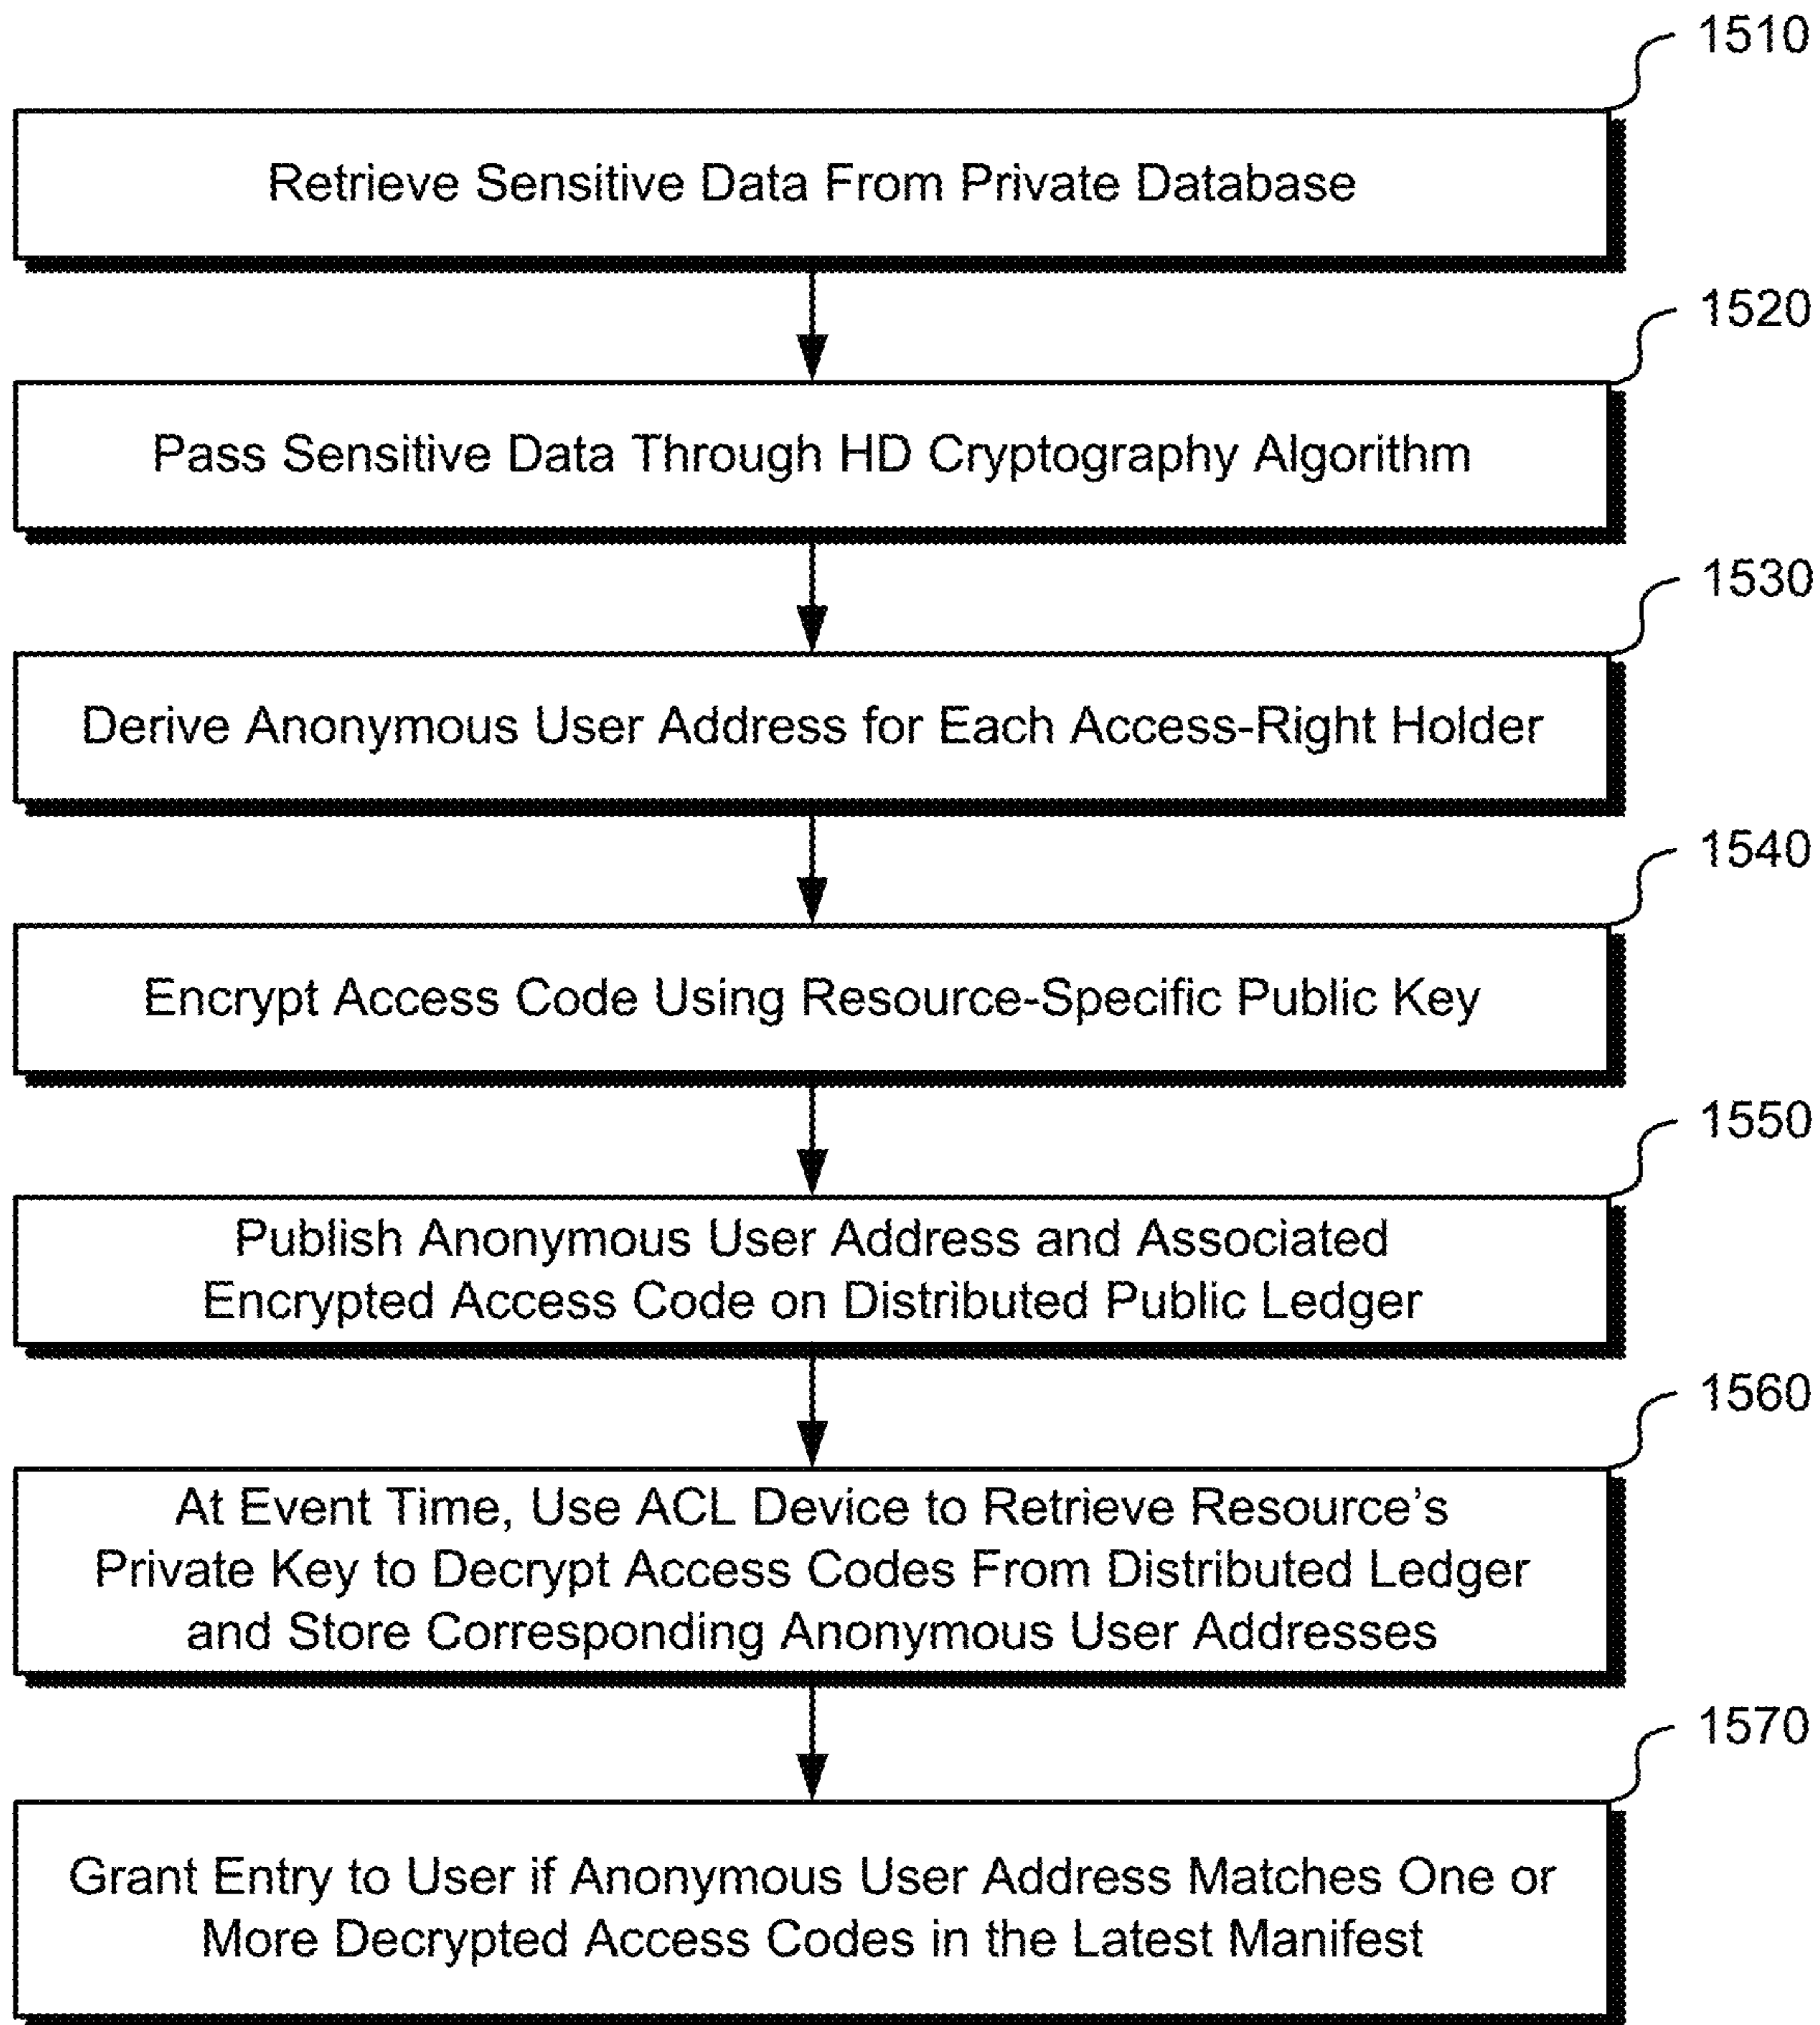 1510
Retrieve Sensitive Data From Private Database
1520
Pass Sensitive Data Through HD Cryptography Algorithm
1530
Derive Anonymous User Address for Each Access-Right Holder
1540
Encrypt Access Code Using Resource-Specific Public Key
1550
Publish Anonymous User Address and Associated
Encrypted Access Code on Distributed Public Ledger
1560
At Event Time, Use ACL Device to Retrieve Resource's
Private Key to Decrypt Access Codes From Distributed Ledger
and Store Corresponding Anonymous User Addresses
1570
Grant Entry to User if Anonymous User Address Matches One or
More Decrypted Access Codes in the Latest Manifest